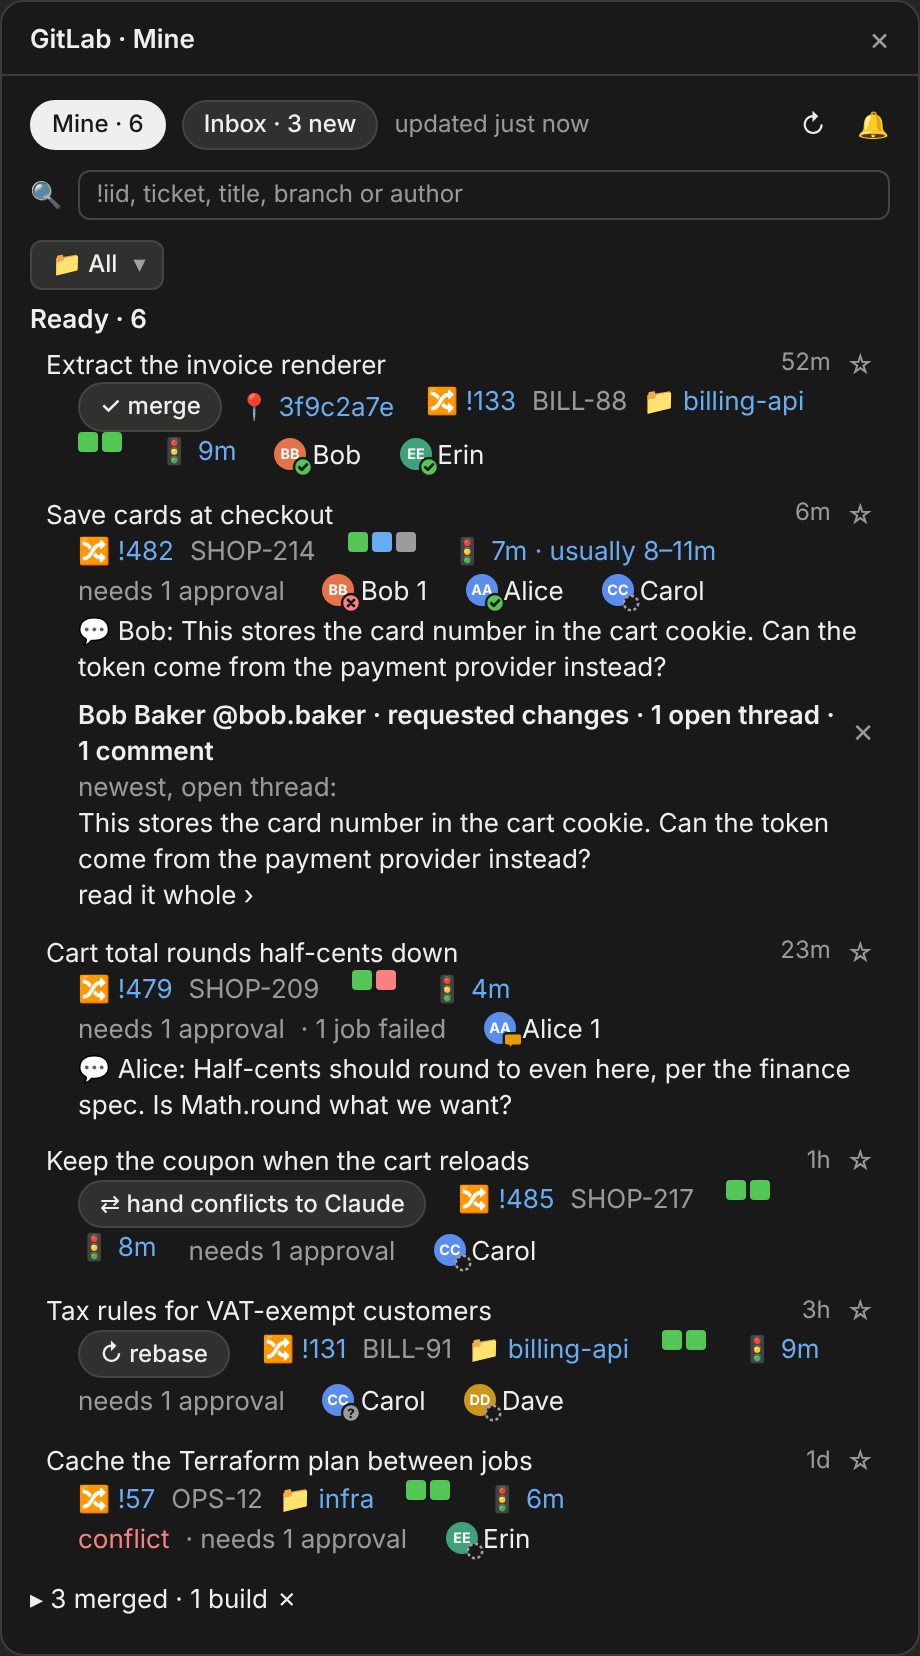 GitLab · Mine ×
Mine · 6 Inbox · 3 new updated just now
!iid, ticket, title, branch or author
All ▾
Ready · 6
Extract the invoice renderer 52m ☆
✓ merge 3f9c2a7e !133 BILL-88 billing-api
9m BB Bob EE Erin
Save cards at checkout 6m ☆
!482 SHOP-214 7m · usually 8–11m
needs 1 approval BB Bob 1 AA Alice CC Carol
Bob: This stores the card number in the cart cookie. Can the
token come from the payment provider instead?
Bob Baker @bob.baker · requested changes · 1 open thread ·
1 comment ×
newest, open thread:
This stores the card number in the cart cookie. Can the token
come from the payment provider instead?
read it whole ›
Cart total rounds half-cents down 23m ☆
!479 SHOP-209 4m
needs 1 approval · 1 job failed AA Alice 1
Alice: Half-cents should round to even here, per the finance
spec. Is Math.round what we want?
Keep the coupon when the cart reloads 1h ☆
⇄ hand conflicts to Claude !485 SHOP-217
8m needs 1 approval CC Carol
Tax rules for VAT-exempt customers 3h ☆
↻ rebase !131 BILL-91 billing-api 9m
needs 1 approval CC ? Carol DD Dave
Cache the Terraform plan between jobs 1d ☆
!57 OPS-12 infra 6m
conflict · needs 1 approval EE Erin
▸ 3 merged · 1 build ×